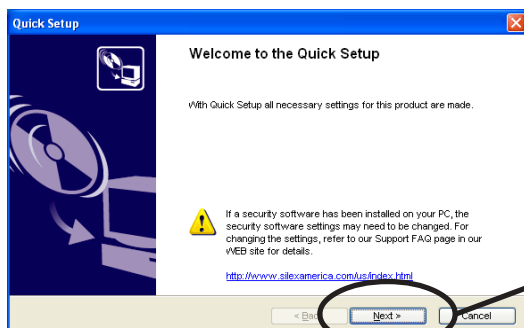 Quick Setup
Welcome to the Quick Setup
With Quick Setup all necessary settings for this product are made.
If a security software has been installed on your PC, the
security software settings may need to be changed. For
changing the settings, refer to our Support FAQ page in our
WEB site for details.
http://www.silexamerica.com/us/index.html
< Back
Next >
Cancel